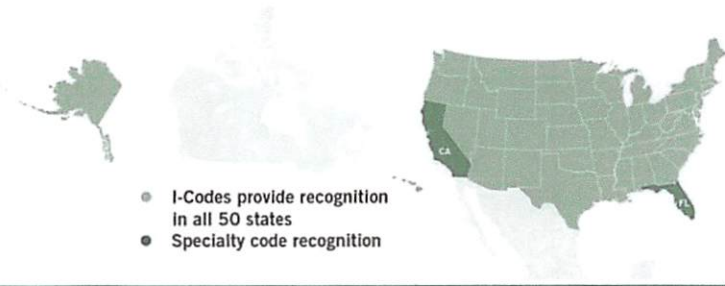 CA
FL
I-Codes provide recognition
in all 50 states
Specialty code recognition